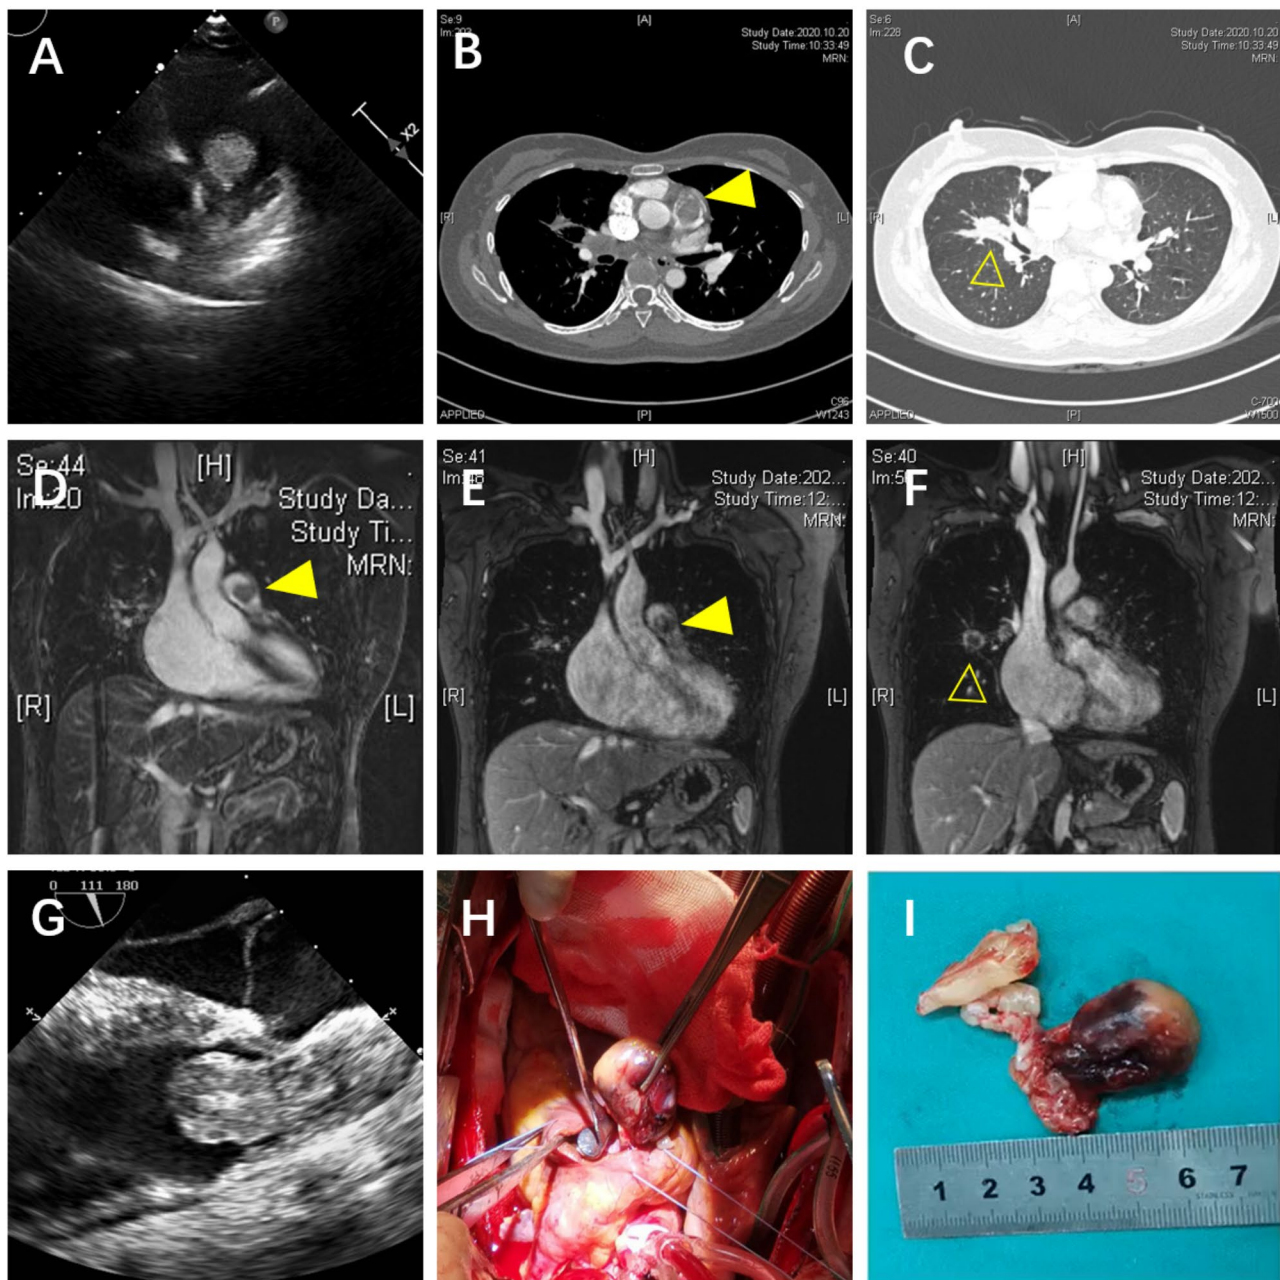 A
P
X2
B
Se:9
[A]
Study Date:2020.10.20
Study Time:10:33:49
MRN:
[R]
[L]
APPLIED
[P]
C96
W1243
C
Se:6
Im:228
[A]
Study Date:2020.10.20
Study Time:10:33:49
MRN:
[R]
APPLIED
[P]
W1500
D
Se:44
Im:20
[H]
Study Da...
Study Ti...
MRN:
[R]
[L]
E
Se:41
[H]
Study Date:202...
Study Time:12:...
MRN:
[R]
[L]
F
Se:40
[H]
Study Date:202...
Study Time:12:...
MRN:
[R]
[L]
G
0 111 180
H
I
1 2 3 4 5 6 7